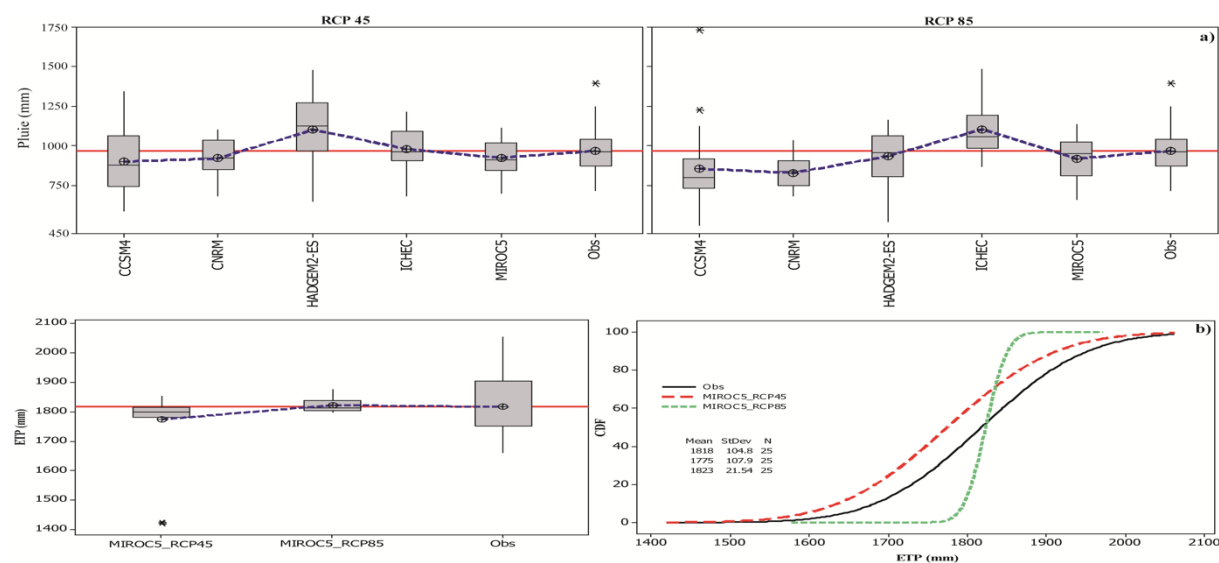 RCP 45
RCP 85
a)
Pluie (mm)
1750
1500
1250
1000
750
450
CCSM4
CNRM
HADGEM2-ES
ICHEC
MIROC5
Obs
CCSM4
CNRM
HADGEM2-ES
ICHEC
MIROC5
Obs
ETP (mm)
2100
2000
1900
1800
1700
1600
1500
1400
MIROC5_RCP45
MIROC5_RCP85
Obs
b)
CDF
100
80
60
40
20
0
Obs
MIROC5_RCP45
MIROC5_RCP85
Mean StDev N
1818 104.8 25
1775 107.9 25
1823 21.54 25
1400 1500 1600 1700 1800 1900 2000 2100
ETP (mm)